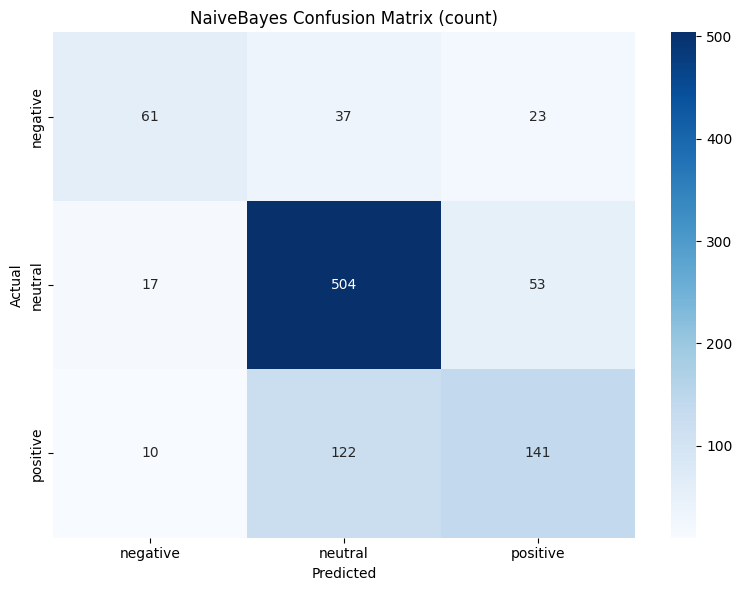 NaiveBayes Confusion Matrix (count)
Actual
negative
61 37 23
neutral
17 504 53
positive
10 122 141
negative neutral positive
Predicted
500
400
300
200
100